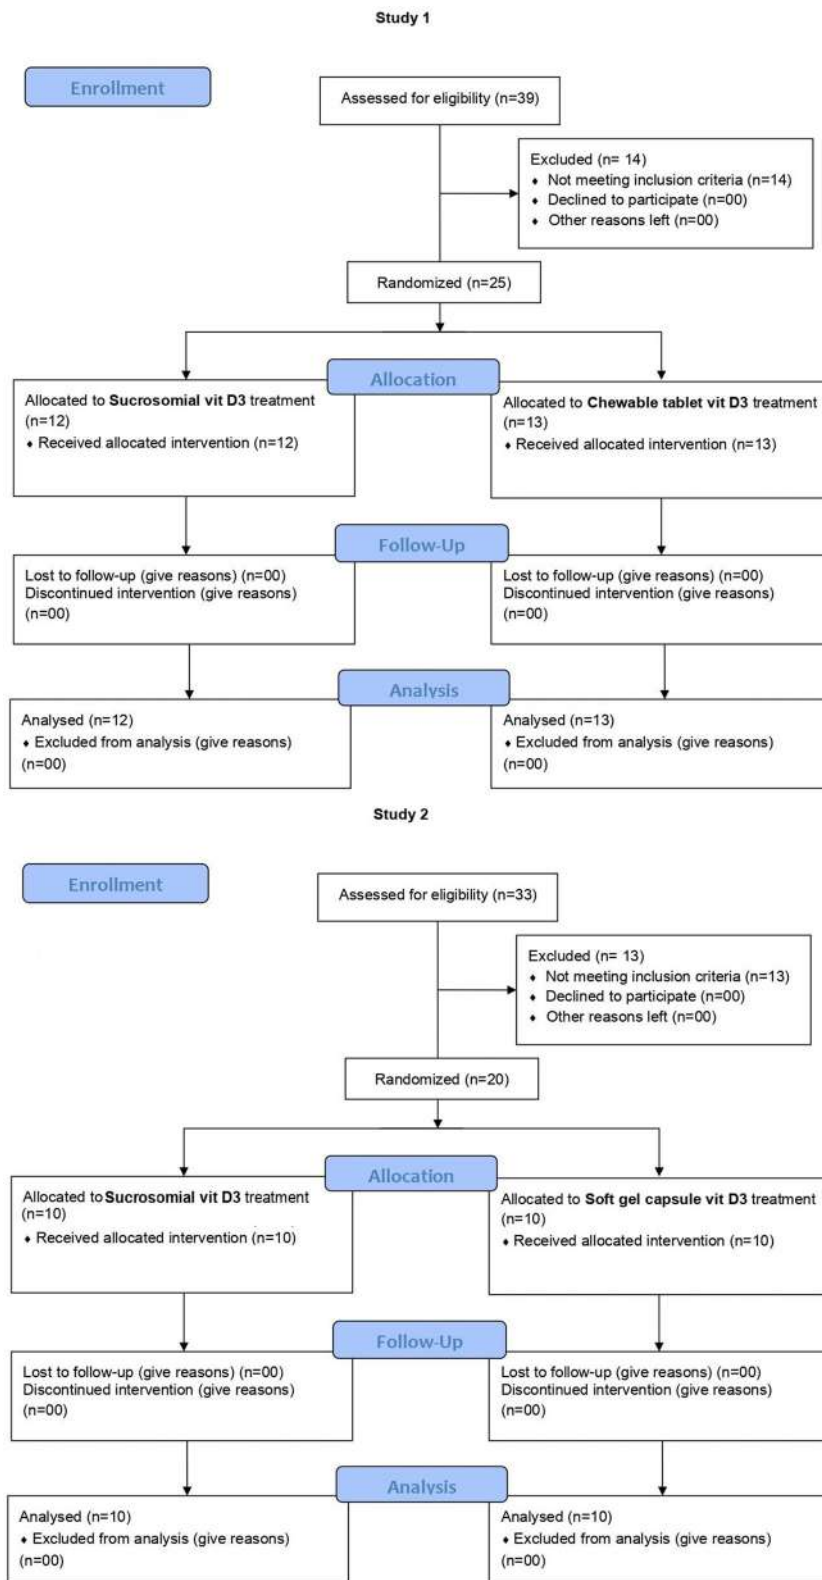 Study 1
Enrollment
Assessed for eligibility (n=39)
Excluded (n= 14)
♦ Not meeting inclusion criteria (n=14)
♦ Declined to participate (n=00)
♦ Other reasons left (n=00)
Randomized (n=25)
Allocation
Allocated to Sucrosomial vit D3 treatment
(n=12)
♦ Received allocated intervention (n=12)
Allocated to Chewable tablet vit D3 treatment
(n=13)
♦ Received allocated intervention (n=13)
Follow-Up
Lost to follow-up (give reasons) (n=00)
Discontinued intervention (give reasons)
(n=00)
Lost to follow-up (give reasons) (n=00)
Discontinued intervention (give reasons)
(n=00)
Analysis
Analysed (n=12)
♦ Excluded from analysis (give reasons)
(n=00)
Analysed (n=13)
♦ Excluded from analysis (give reasons)
(n=00)
Study 2
Enrollment
Assessed for eligibility (n=33)
Excluded (n= 13)
♦ Not meeting inclusion criteria (n=13)
♦ Declined to participate (n=00)
♦ Other reasons left (n=00)
Randomized (n=20)
Allocation
Allocated to Sucrosomial vit D3 treatment
(n=10)
♦ Received allocated intervention (n=10)
Allocated to Soft gel capsule vit D3 treatment
(n=10)
♦ Received allocated intervention (n=10)
Follow-Up
Lost to follow-up (give reasons) (n=00)
Discontinued intervention (give reasons)
(n=00)
Lost to follow-up (give reasons) (n=00)
Discontinued intervention (give reasons)
(n=00)
Analysis
Analysed (n=10)
♦ Excluded from analysis (give reasons)
(n=00)
Analysed (n=10)
♦ Excluded from analysis (give reasons)
(n=00)